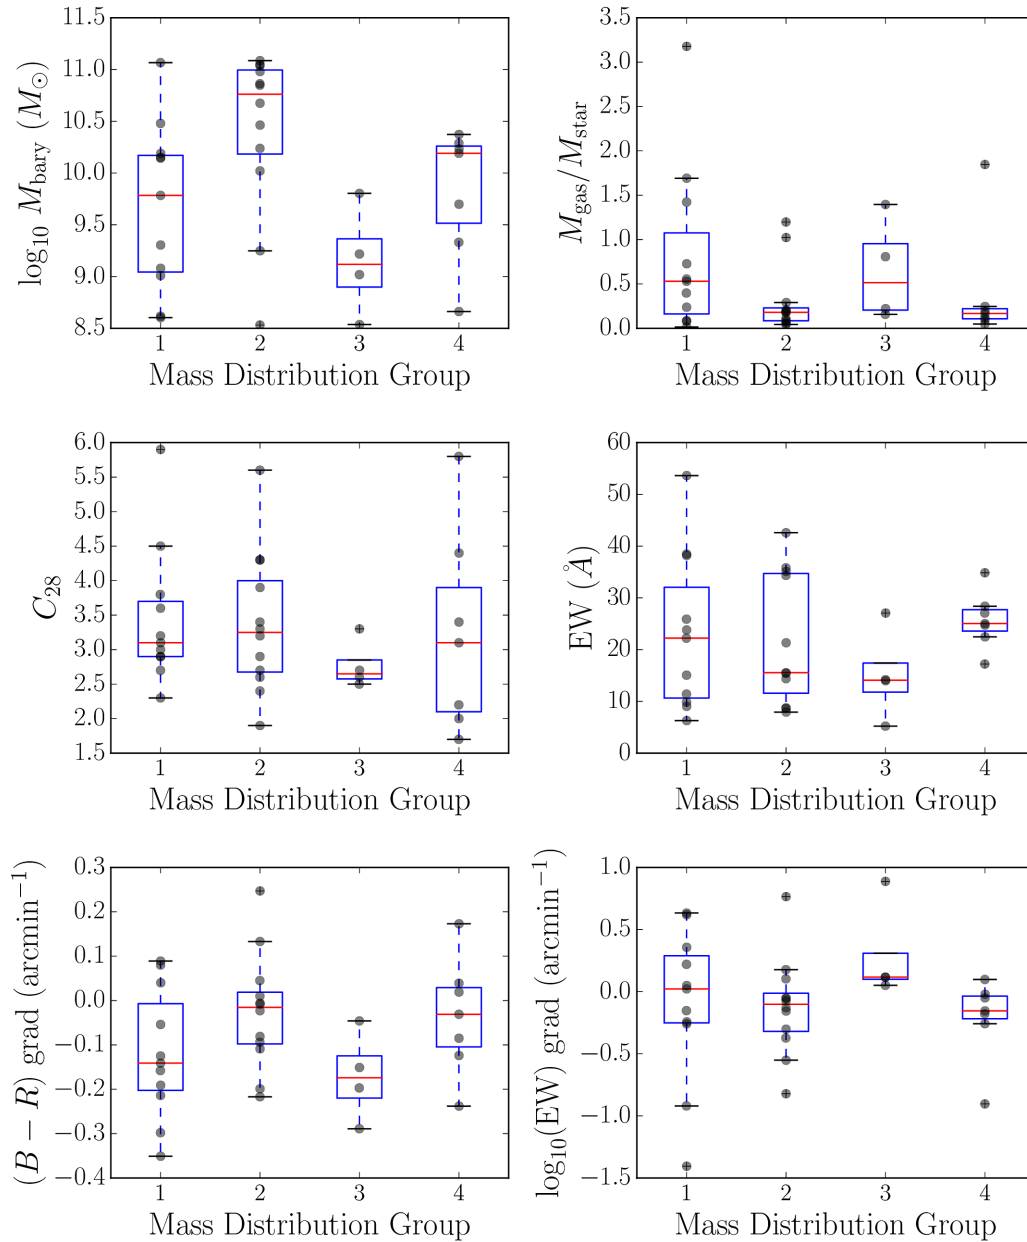 11.5
11.0
10.5
10.0
9.5
9.0
8.5
log₁₀ M_bary (M_⊙)
1 2 3 4
Mass Distribution Group
3.5
3.0
2.5
2.0
1.5
1.0
0.5
0.0
M_gas/M_star
1 2 3 4
Mass Distribution Group
6.0
5.5
5.0
4.5
4.0
3.5
3.0
2.5
2.0
1.5
C₂₈
1 2 3 4
Mass Distribution Group
60
50
40
30
20
10
0
EW (Å)
1 2 3 4
Mass Distribution Group
0.3
0.2
0.1
0.0
−0.1
−0.2
−0.3
−0.4
(B − R) grad (arcmin⁻¹)
1 2 3 4
Mass Distribution Group
1.0
0.5
0.0
−0.5
−1.0
−1.5
log₁₀(EW) grad (arcmin⁻¹)
1 2 3 4
Mass Distribution Group